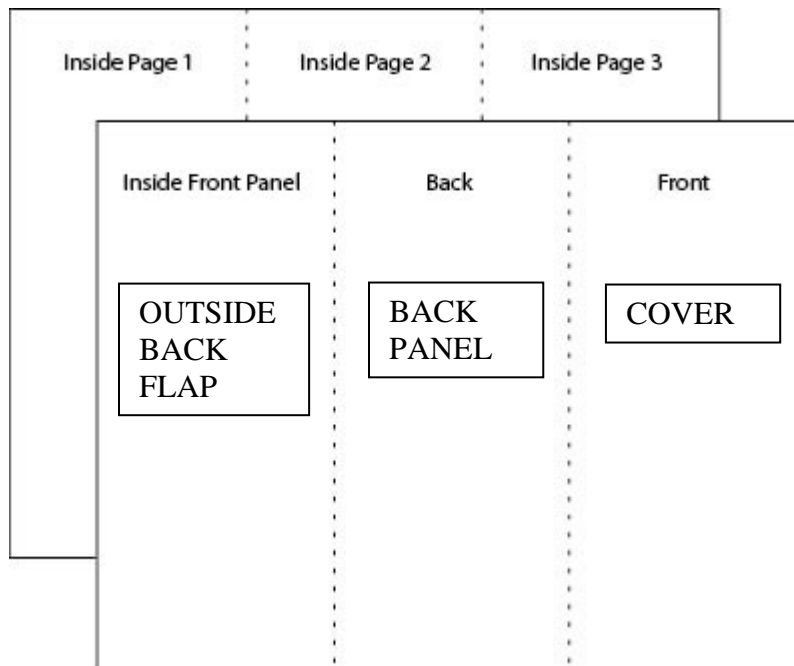 Inside Page 1
Inside Page 2
Inside Page 3
Inside Front Panel
Back
Front
OUTSIDE
BACK
FLAP
BACK
PANEL
COVER